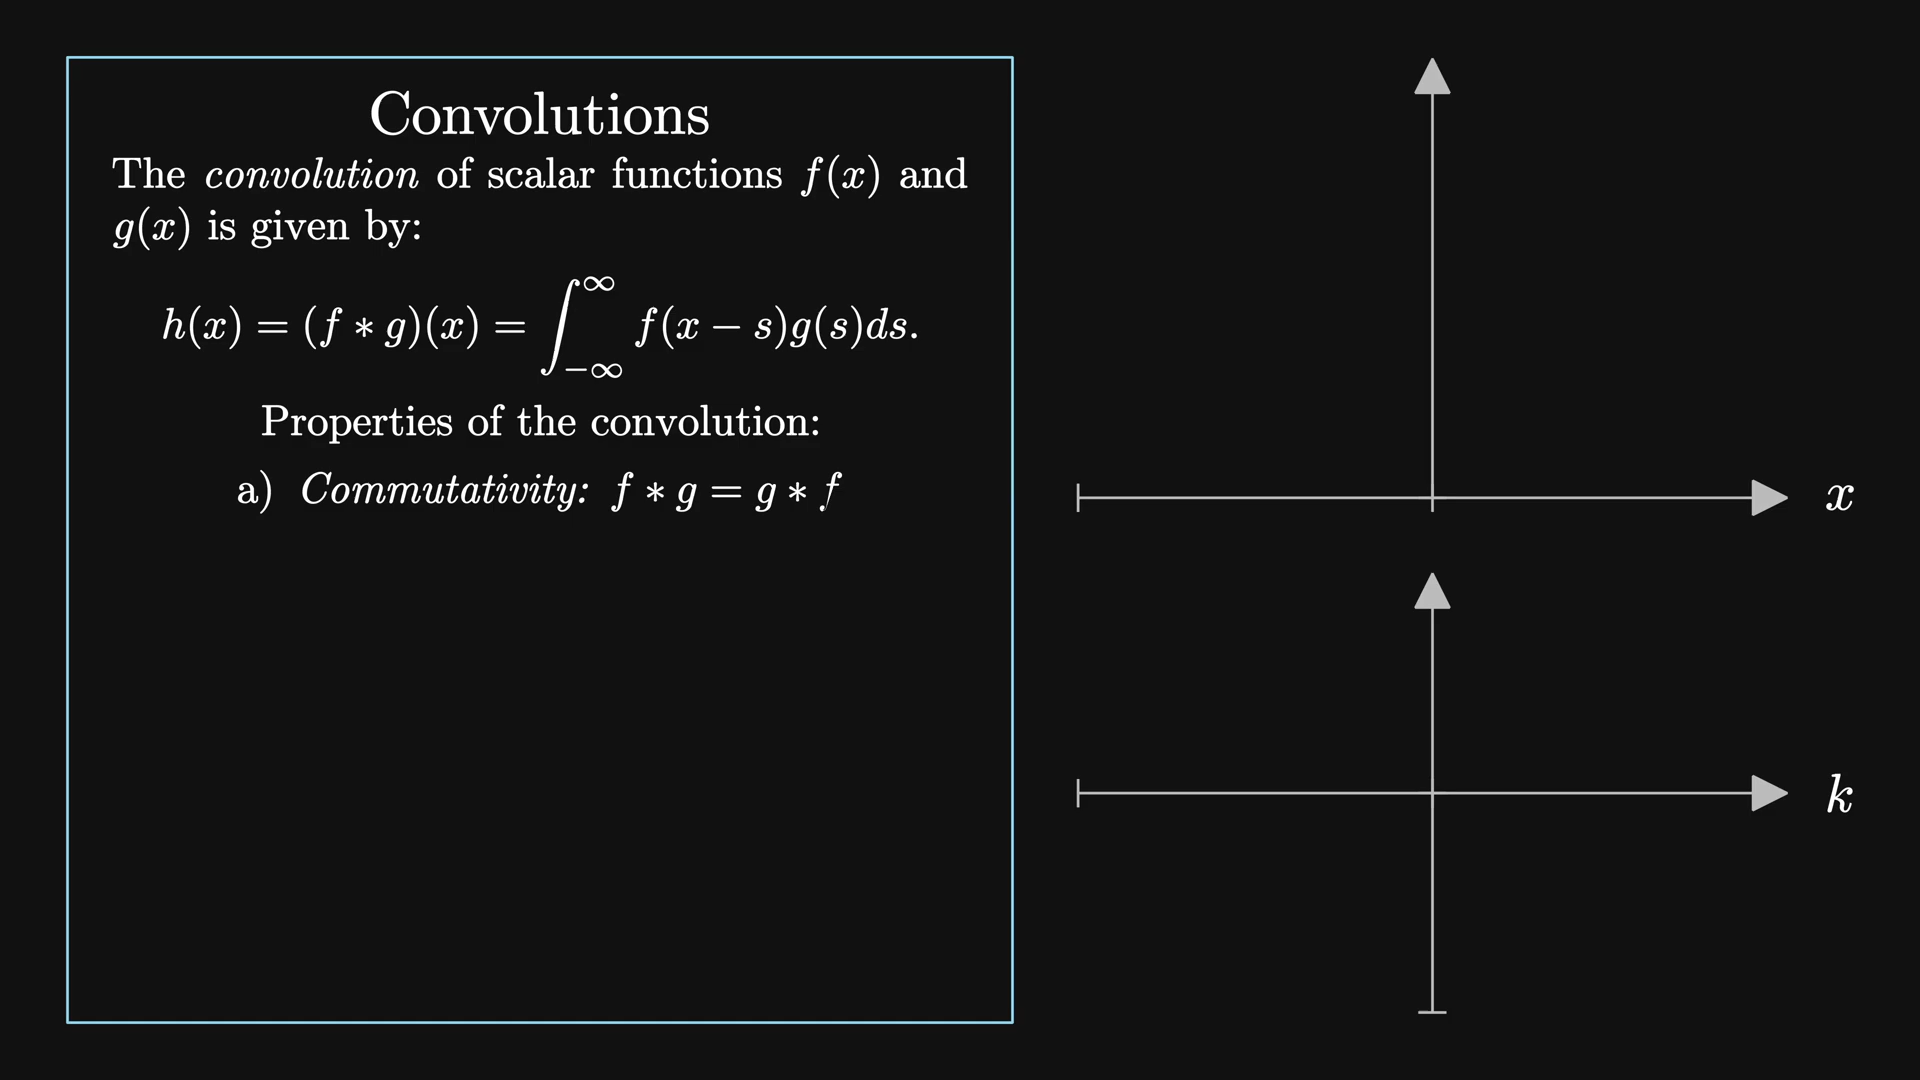 Convolutions
The convolution of scalar functions f(x) and
g(x) is given by:
h(x) = (f * g)(x) = ∫_{-∞}^{∞} f(x − s)g(s)ds.
Properties of the convolution:
a) Commutativity: f * g = g * f
x
k